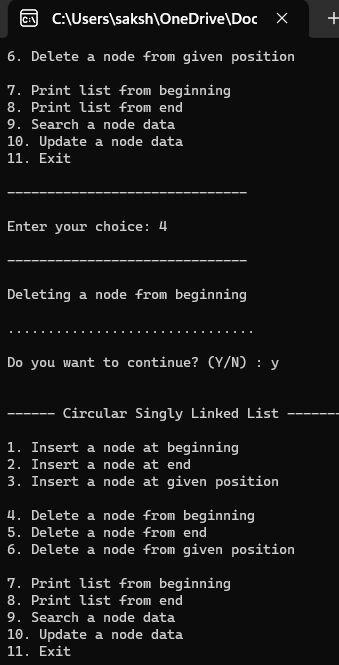 C:\Users\saksh\OneDrive\Doc
6. Delete a node from given position
7. Print list from beginning
8. Print list from end
9. Search a node data
10. Update a node data
11. Exit
------------------------------
Enter your choice: 4
------------------------------
Deleting a node from beginning
...............................
Do you want to continue? (Y/N) : y
------ Circular Singly Linked List -------
1. Insert a node at beginning
2. Insert a node at end
3. Insert a node at given position
4. Delete a node from beginning
5. Delete a node from end
6. Delete a node from given position
7. Print list from beginning
8. Print list from end
9. Search a node data
10. Update a node data
11. Exit